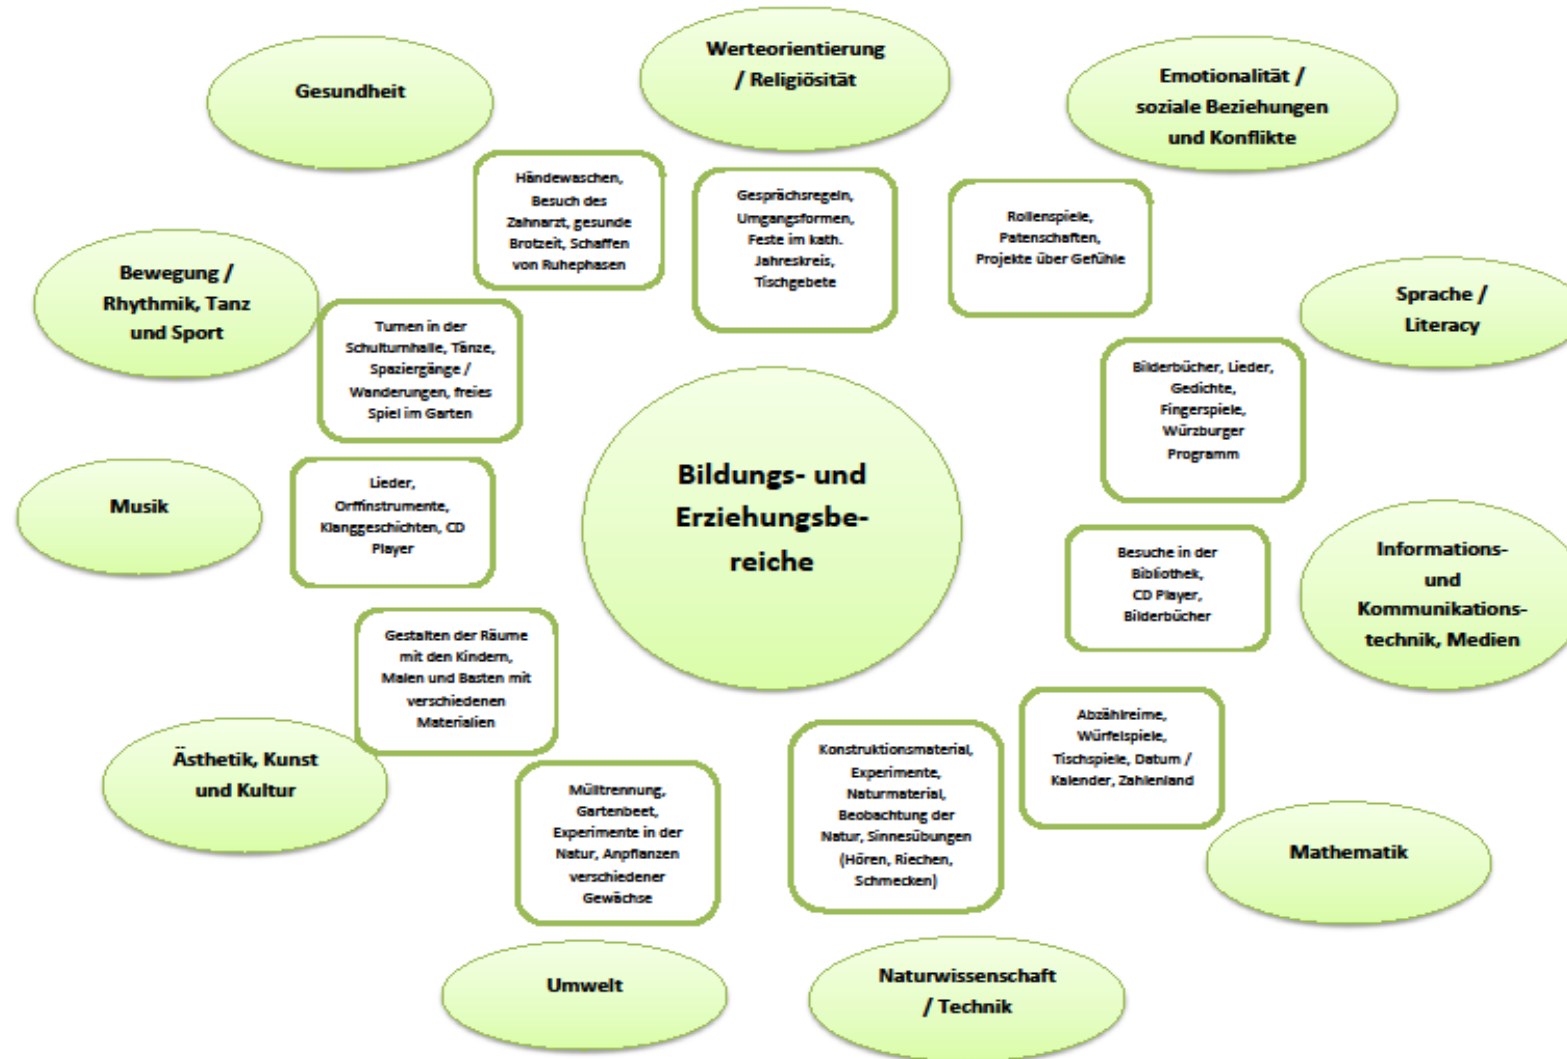 Gesundheit
Werteorientierung
/ Religiösität
Emotionalität /
soziale Beziehungen
und Konflikte
Händewaschen,
Besuch des
Zahnarzt, gesunde
Brotzeit, Schaffen
von Ruhephasen
Gesprächsregeln,
Umgangsformen,
Feste im kath.
Jahreskreis,
Tischgebete
Rollenspiele,
Patenschaften,
Projekte über Gefühle
Bewegung /
Rhythmik, Tanz
und Sport
Turnen in der
Schulturnhalle, Tänze,
Spaziergänge /
Wanderungen, freies
Spiel im Garten
Sprache /
Literacy
Bilderbücher, Lieder,
Gedichte,
Fingerspiele,
Würzburger
Programm
Bildungs- und
Erziehungsbe-
reiche
Musik
Lieder,
Orffinstrumente,
Klanggeschichten, CD
Player
Besuche in der
Bibliothek,
CD Player,
Bilderbücher
Informations-
und
Kommunikations-
technik, Medien
Gestalten der Räume
mit den Kindern,
Malen und Basten mit
verschiedenen
Materialien
Ästhetik, Kunst
und Kultur
Abzählreime,
Würfelspiele,
Tischspiele, Datum /
Kalender, Zahlenland
Mathematik
Mülltrennung,
Gartenbeet,
Experimente in der
Natur, Anpflanzen
verschiedener
Gewächse
Konstruktionsmaterial,
Experimente,
Naturmaterial,
Beobachtung der
Natur, Sinnesübungen
(Hören, Riechen,
Schmecken)
Umwelt
Naturwissenschaft
/ Technik